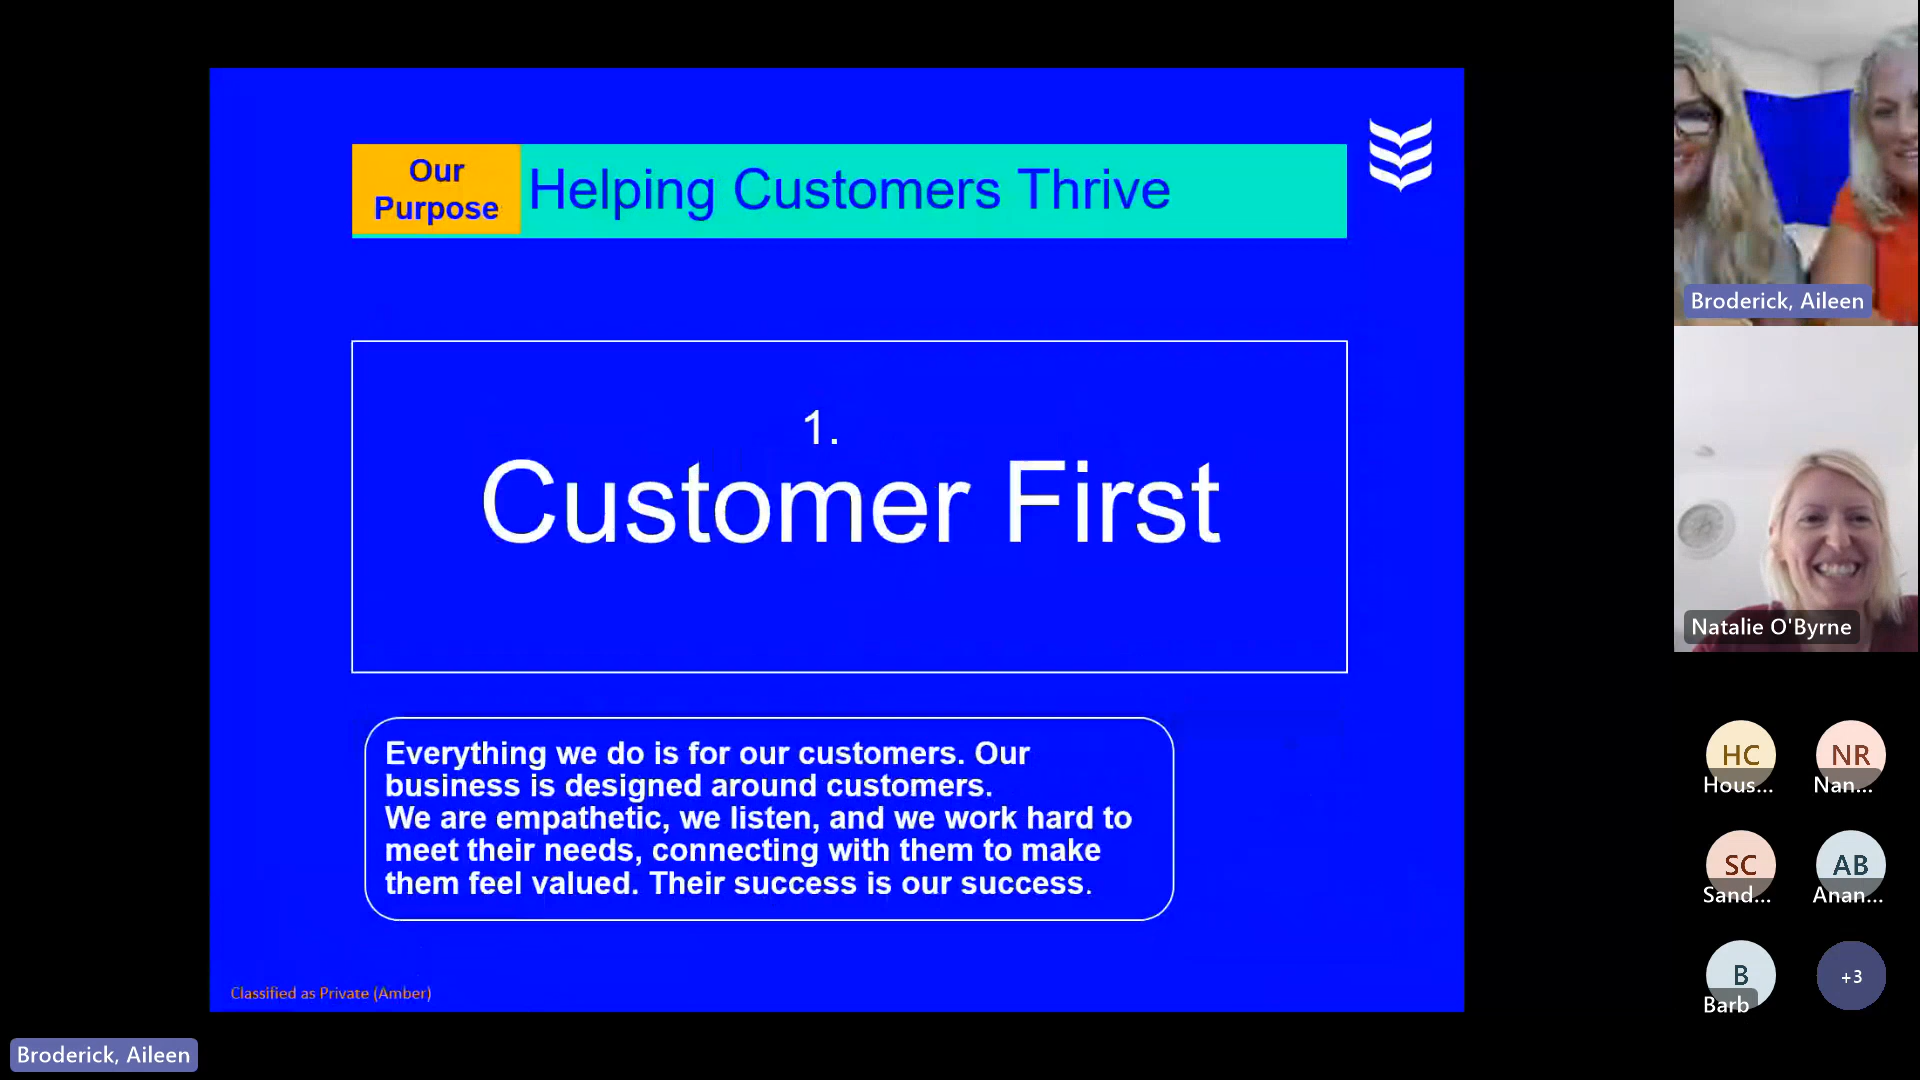 Our
Purpose
Helping Customers Thrive
1.
Customer First
Everything we do is for our customers. Our
business is designed around customers.
We are empathetic, we listen, and we work hard to
meet their needs, connecting with them to make
them feel valued. Their success is our success.
Classified as Private (Amber)
Broderick, Aileen
Broderick, Aileen
Natalie O'Byrne
HC
Hous...
NR
Nan...
SC
Sand...
AB
Anan...
B
Barb
+3